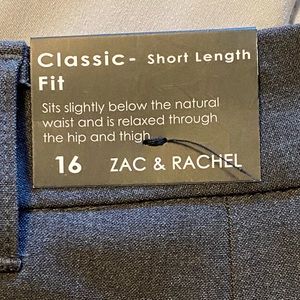 Classic- Short Length
Fit
Sits slightly below the natural
waist and is relaxed through
the hip and thigh
16 ZAC & RACHEL